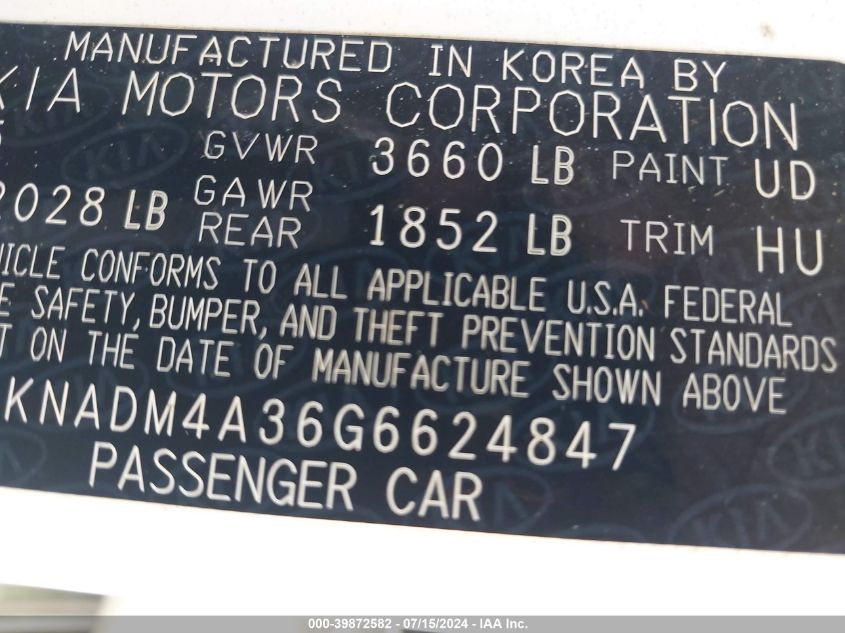 MANUFACTURED IN KOREA BY
KIA MOTORS CORPORATION
GVWR 3660 LB PAINT UD
2028 LB GAWR REAR 1852 LB TRIM HU
CONFORMS TO ALL APPLICABLE U.S.A. FEDERAL
SAFETY, BUMPER, AND THEFT PREVENTION STANDARDS
ON THE DATE OF MANUFACTURE SHOWN ABOVE
KNADM4A36G6624847
PASSENGER CAR
000-39872582 - 07/15/2024 - IAA Inc.